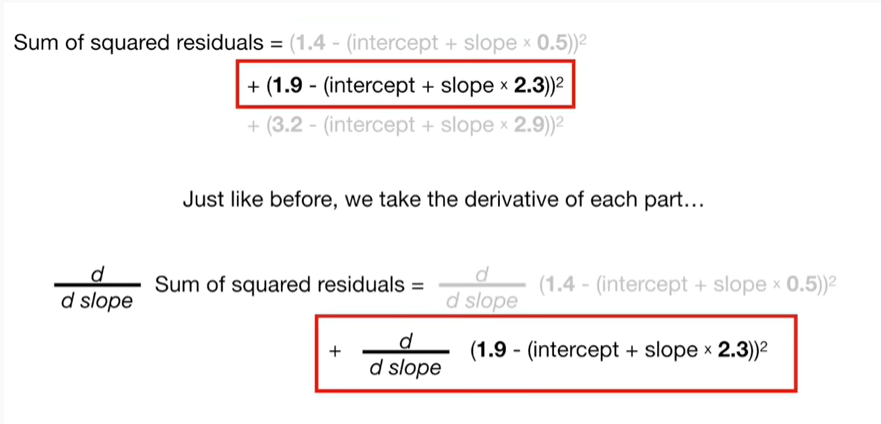 Sum of squared residuals = (1.4 - (intercept + slope × 0.5))²
+ (1.9 - (intercept + slope × 2.3))²
+ (3.2 - (intercept + slope × 2.9))²
Just like before, we take the derivative of each part…
d
d slope
Sum of squared residuals =
d
d slope
(1.4 - (intercept + slope × 0.5))²
+
d
d slope
(1.9 - (intercept + slope × 2.3))²